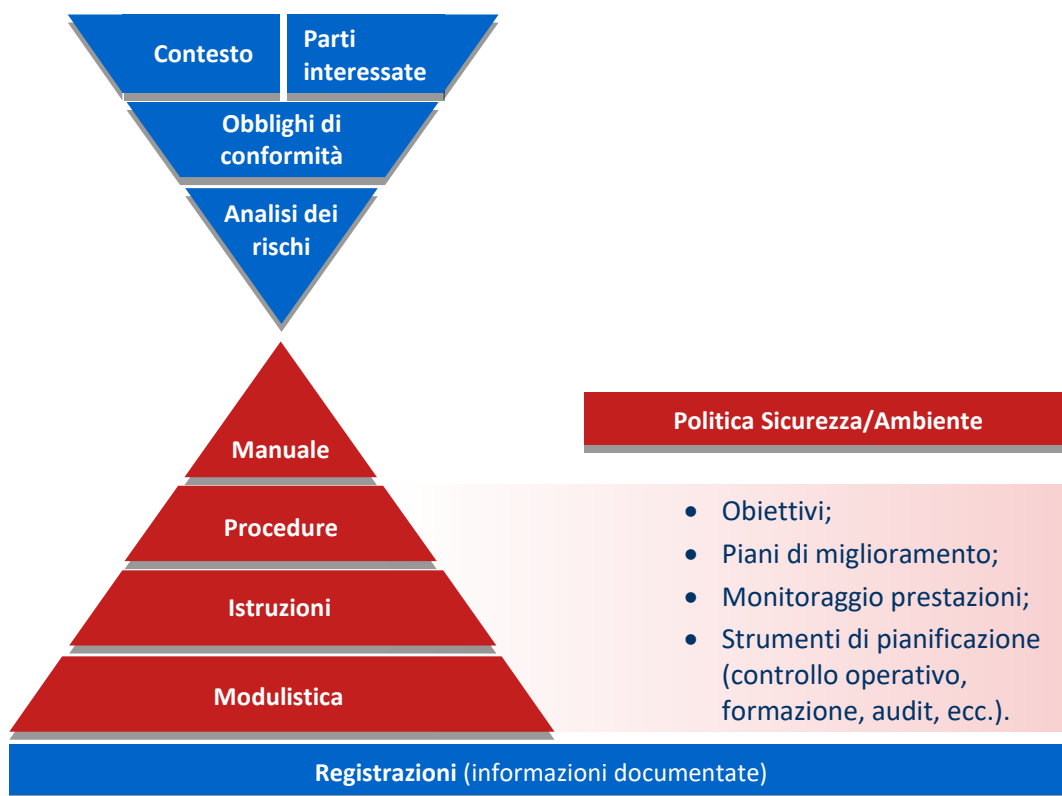 Contesto
Parti
interessate
Obblighi di
conformità
Analisi dei
rischi
Manuale
Politica Sicurezza/Ambiente
Procedure
Istruzioni
Modulistica
• Obiettivi;
• Piani di miglioramento;
• Monitoraggio prestazioni;
• Strumenti di pianificazione
(controllo operativo,
formazione, audit, ecc.).
Registrazioni (informazioni documentate)